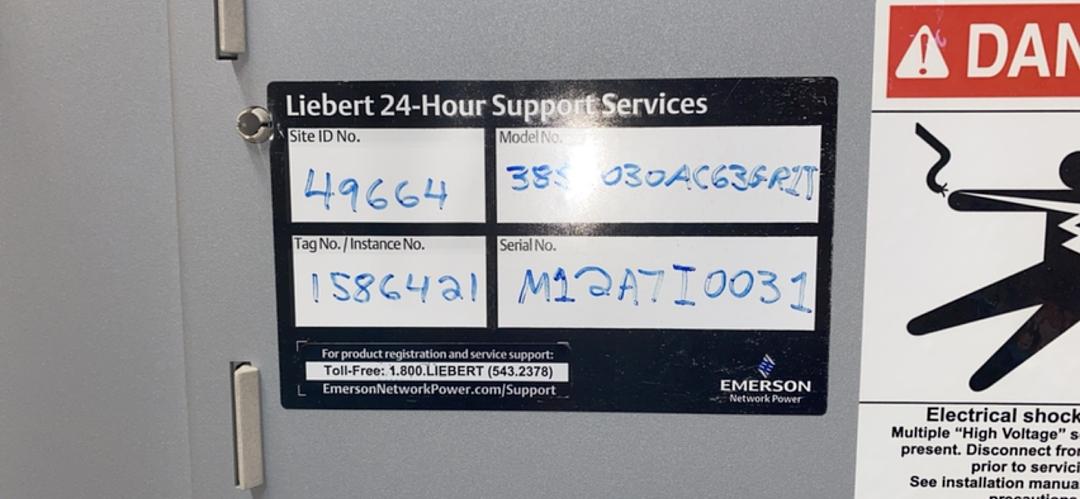 Liebert 24-Hour Support Services
Site ID No.
49664
Model No.
Tag No. / Instance No.
1586421
Serial No.
M12A7I0031
For product registration and service support:
Toll-Free: 1.800.LIEBERT (543.2378)
EmersonNetworkPower.com/Support
EMERSON
Network Power
DAN
Electrical shock
Multiple “High Voltage” s
present. Disconnect fro
prior to servici
See installation manua